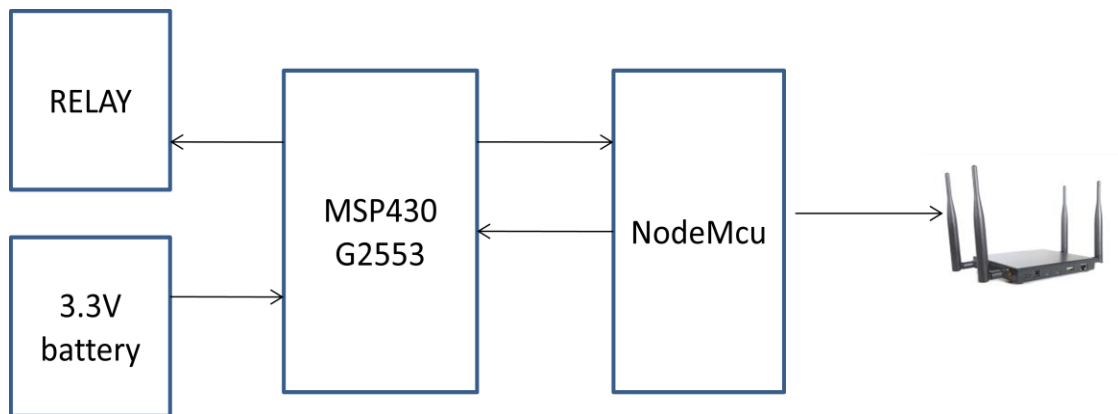 RELAY
3.3V
battery
MSP430
G2553
NodeMcu